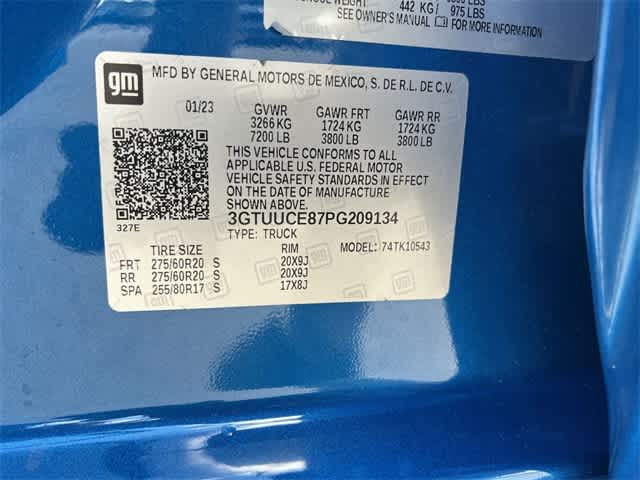 442 KG / 975 LBS
SEE OWNER'S MANUAL FOR MORE INFORMATION
gm
MFD BY GENERAL MOTORS DE MEXICO, S. DE R.L. DE C.V.
01/23 GVWR GAWR FRT GAWR RR
3266 KG 1724 KG 1724 KG
7200 LB 3800 LB 3800 LB
THIS VEHICLE CONFORMS TO ALL
APPLICABLE U.S. FEDERAL MOTOR
VEHICLE SAFETY STANDARDS IN EFFECT
ON THE DATE OF MANUFACTURE
SHOWN ABOVE.
327E
3GTUUCE87PG209134
TYPE: TRUCK MODEL: 74TK10543
TIRE SIZE RIM
FRT 275/60R20 S 20X9J
RR 275/60R20 S 20X9J
SPA 255/80R17 S 17X8J